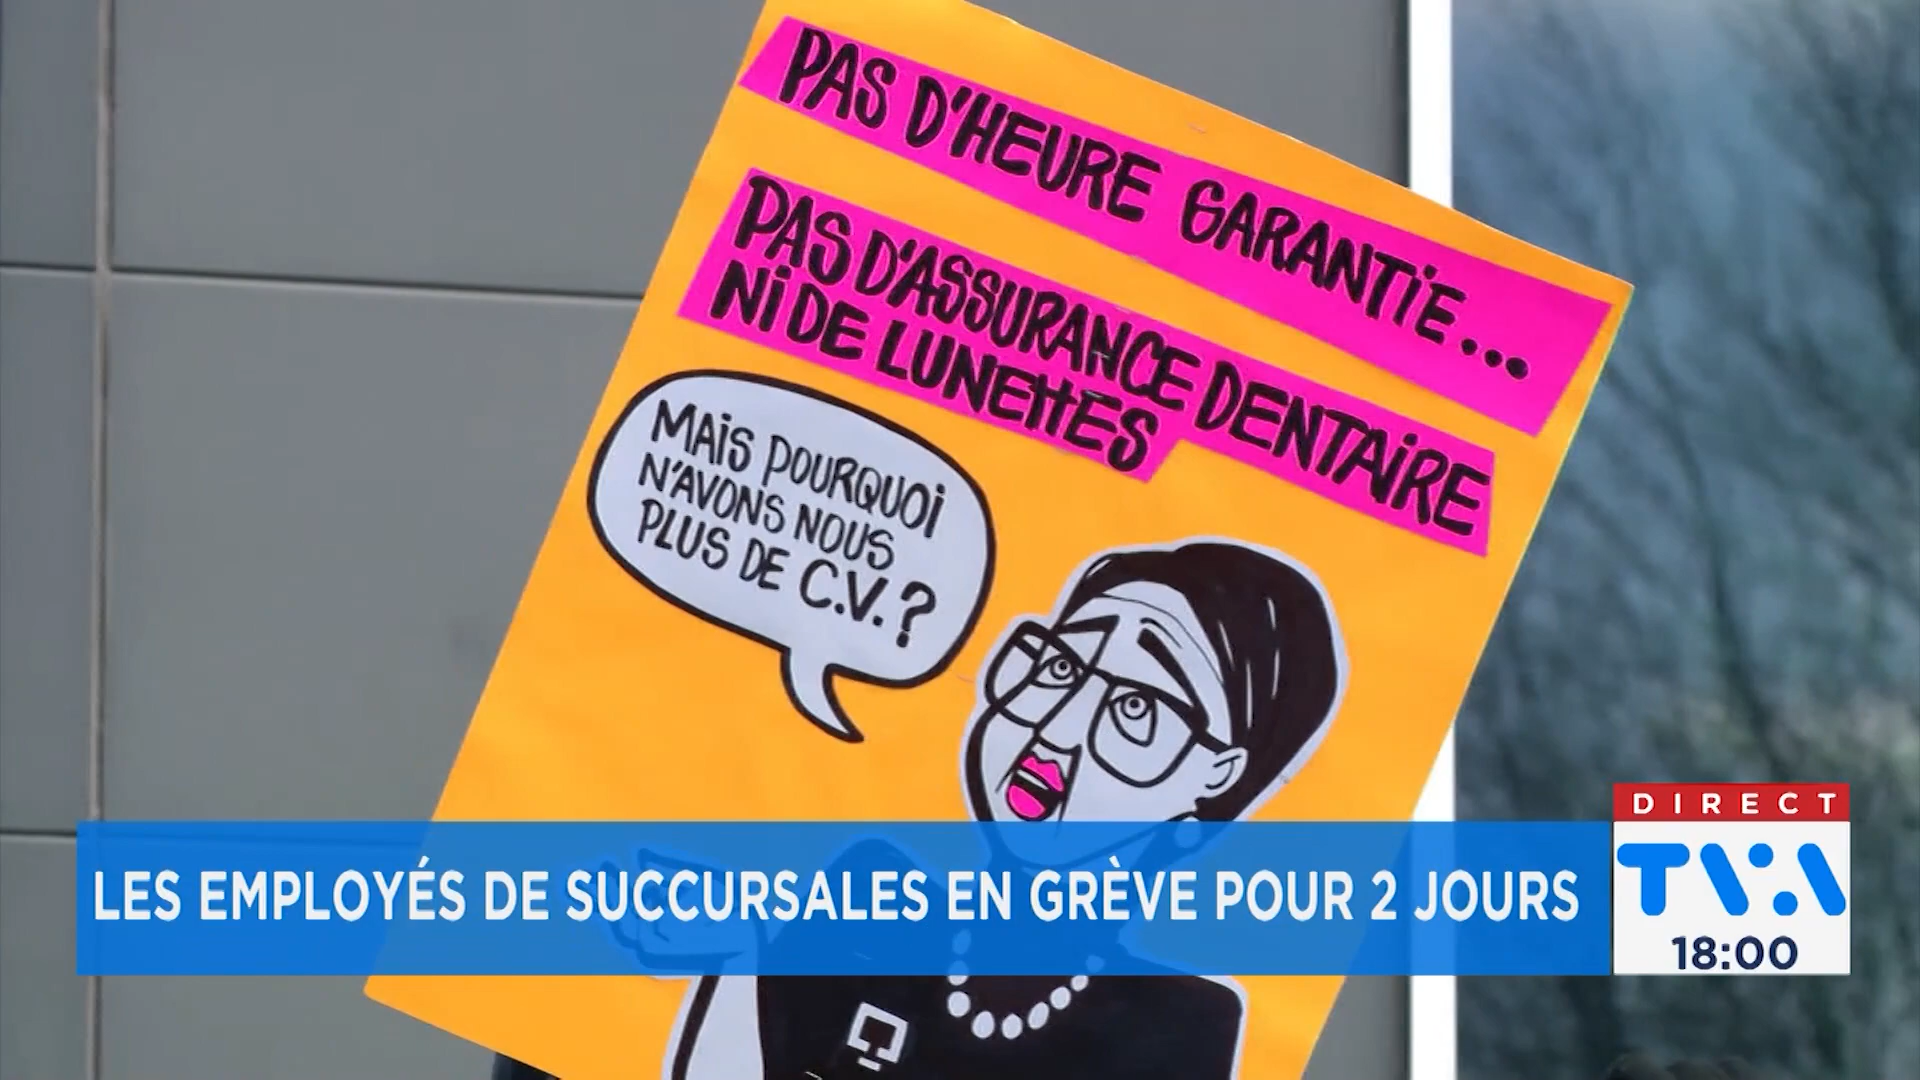 PAS D'HEURE GARANTIE...
PAS D'ASSURANCE DENTAIRE
NI DE LUNETTES
MAIS POURQUOI
N'AVONS NOUS
PLUS DE C.V.?
LES EMPLOYÉS DE SUCCURSALES EN GRÈVE POUR 2 JOURS
DIRECT
TVA
18:00